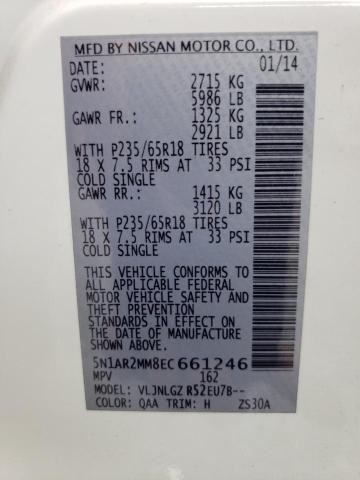 MFD BY NISSAN MOTOR CO., LTD.
DATE: 01/14
GVWR: 2715 KG
5986 LB
GAWR FR.: 1325 KG
2921 LB
WITH P235/65R18 TIRES
18 X 7.5 RIMS AT 33 PSI
COLD SINGLE
GAWR RR.: 1415 KG
3120 LB
WITH P235/65R18 TIRES
18 X 7.5 RIMS AT 33 PSI
COLD SINGLE
THIS VEHICLE CONFORMS TO
ALL APPLICABLE FEDERAL
MOTOR VEHICLE SAFETY
AND THEFT PREVENTION
STANDARDS IN EFFECT ON
THE DATE OF MANUFACTURE
SHOWN ABOVE.
5N1AR2MM8EC661246
MPV 162
MODEL: VLJNLGZ R52EU7B--
COLOR: QAA TRIM: H ZS30A